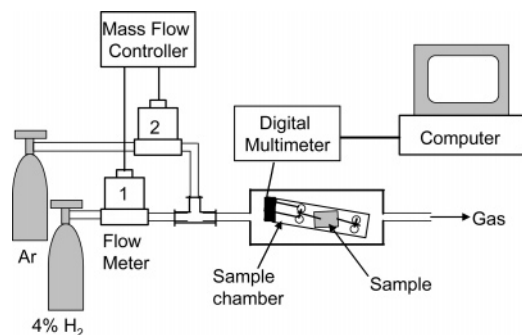 Mass Flow
Controller
2
Digital
Multimeter
Computer
1
Flow
Meter
Ar
4% H₂
Sample
chamber
Sample
Gas